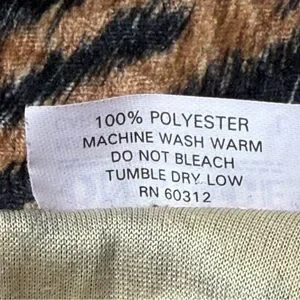 100% POLYESTER
MACHINE WASH WARM
DO NOT BLEACH
TUMBLE DRY LOW
RN 60312